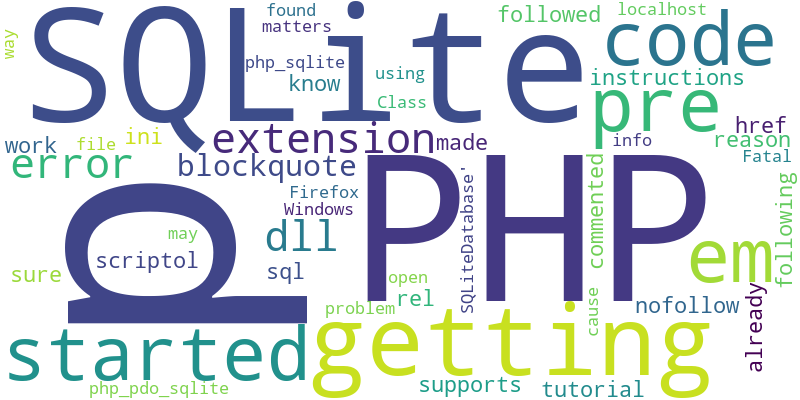 found
matters
way
SQLite
php_sqlite
know
using
Class
followed
localhost
code
instructions
pre
href
reason
info
Fatal
work
file
ini
extension
made
error
blockquote
Firefox
Windows
p
PHP
SQLiteDatabase'
commented
following
em
may
scriptol
dll
sure
sql
open
rel
nofollow
problem
cause
already
started
getting
php_pdo_sqlite
supports
tutorial